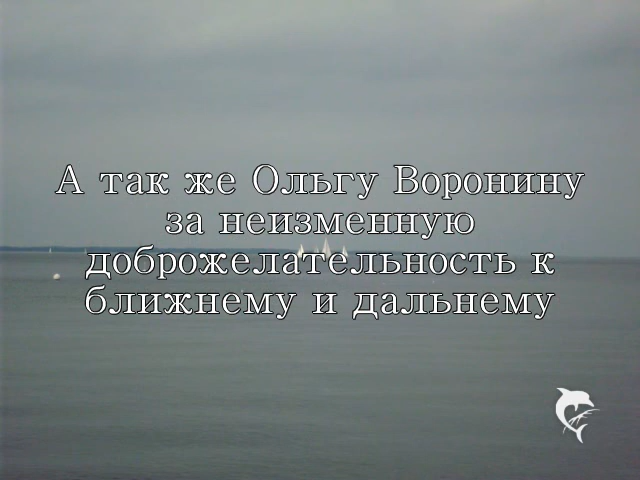 А так же Ольгу Воронину
за неизменную
доброжелательность к
ближнему и дальнему